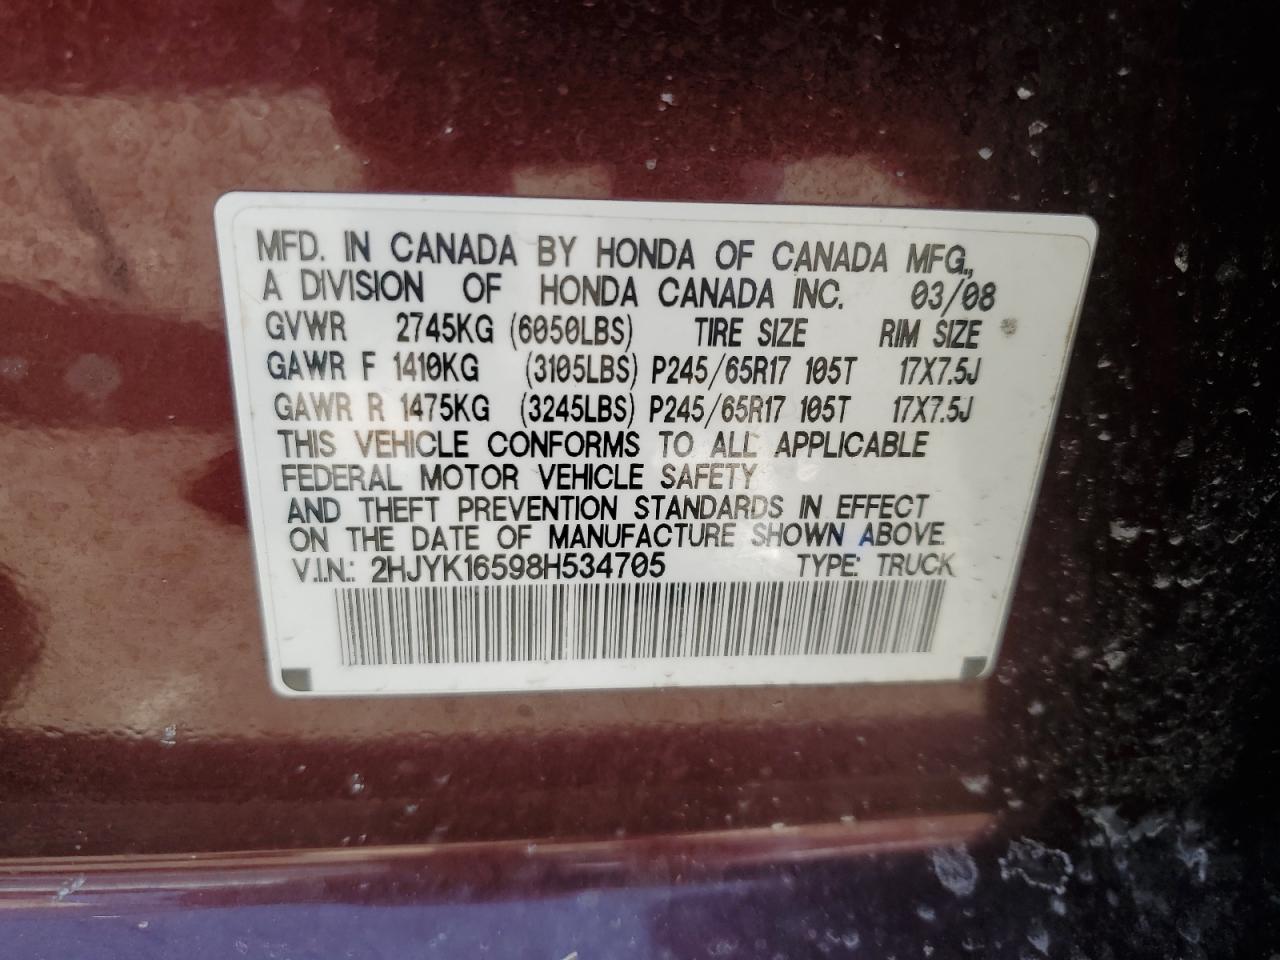 MFD. IN CANADA BY HONDA OF CANADA MFG.,
A DIVISION OF HONDA CANADA INC. 03/08
GVWR 2745KG (6050LBS) TIRE SIZE RIM SIZE
GAWR F 1410KG (3105LBS) P245/65R17 105T 17X7.5J
GAWR R 1475KG (3245LBS) P245/65R17 105T 17X7.5J
THIS VEHICLE CONFORMS TO ALL APPLICABLE
FEDERAL MOTOR VEHICLE SAFETY
AND THEFT PREVENTION STANDARDS IN EFFECT
ON THE DATE OF MANUFACTURE SHOWN ABOVE.
V.I.N.: 2HJYK16598H534705 TYPE: TRUCK